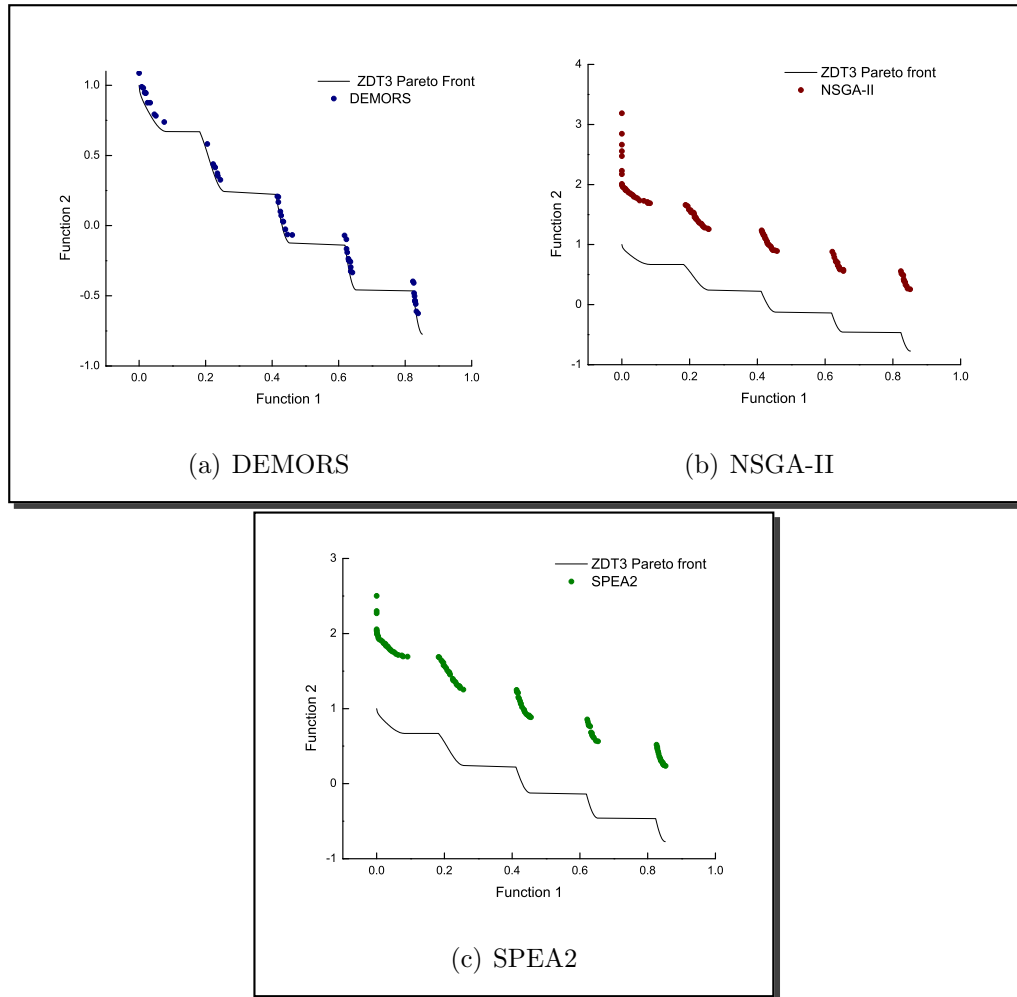 ZDT3 Pareto Front
DEMORS
1.0
0.5
0.0
-0.5
-1.0
Function 2
0.0 0.2 0.4 0.6 0.8 1.0
Function 1
(a) DEMORS
ZDT3 Pareto front
NSGA-II
4
3
2
1
0
-1
Function 2
0.0 0.2 0.4 0.6 0.8 1.0
Function 1
(b) NSGA-II
ZDT3 Pareto front
SPEA2
3
2
1
0
-1
Function 2
0.0 0.2 0.4 0.6 0.8 1.0
Function 1
(c) SPEA2